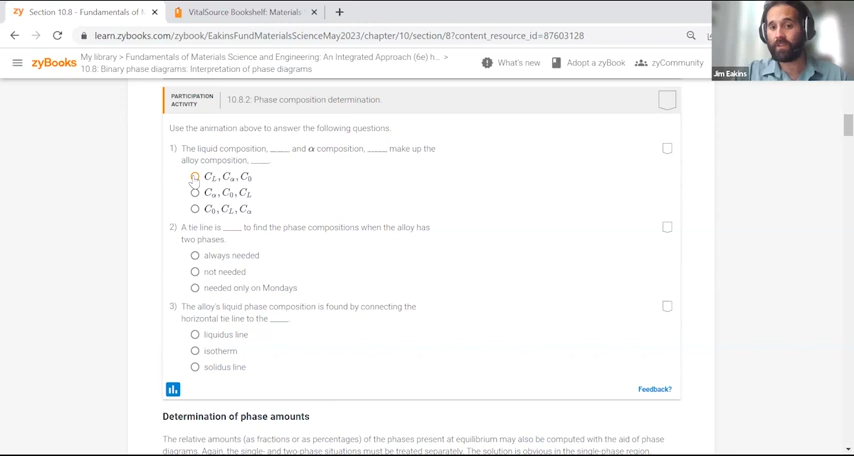 Section 10.8 - Fundamentals of M
VitalSource Bookshelf: Materials
learn.zybooks.com/zybook/EakinsFundMaterialsScienceMay2023/chapter/10/section/8?content_resource_id=87603128
zyBooks
My library > Fundamentals of Materials Science and Engineering: An Integrated Approach (6e) h... >
10.8: Binary phase diagrams: Interpretation of phase diagrams
What's new
Adopt a zyBook
zyCommunity
Jim Eakins
PARTICIPATION
ACTIVITY
10.8.2: Phase composition determination.
Use the animation above to answer the following questions.
1) The liquid composition, ____ and α composition, ____ make up the
alloy composition, ____.
C_L, C_α, C_0
C_α, C_0, C_L
C_0, C_L, C_α
2) A tie line is ____ to find the phase compositions when the alloy has
two phases.
always needed
not needed
needed only on Mondays
3) The alloy's liquid phase composition is found by connecting the
horizontal tie line to the ____.
liquidus line
isotherm
solidus line
Feedback?
Determination of phase amounts
The relative amounts (as fractions or as percentages) of the phases present at equilibrium may also be computed with the aid of phase
diagrams. Again, the single- and two-phase situations must be treated separately. The solution is obvious in the single-phase region.